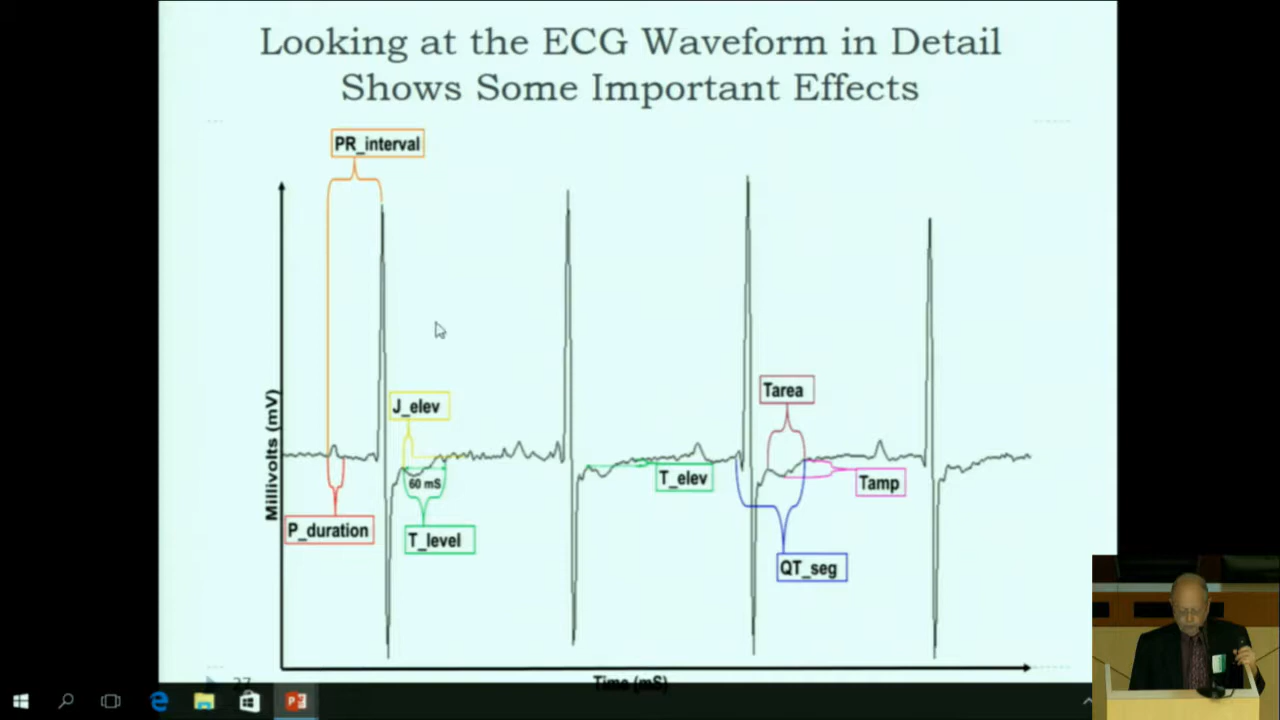 Looking at the ECG Waveform in Detail
Shows Some Important Effects
PR_interval
J_elev
Tarea
60 mS
T_elev
Tamp
P_duration
T_level
QT_seg
Millivolts (mV)
Time (mS)
27